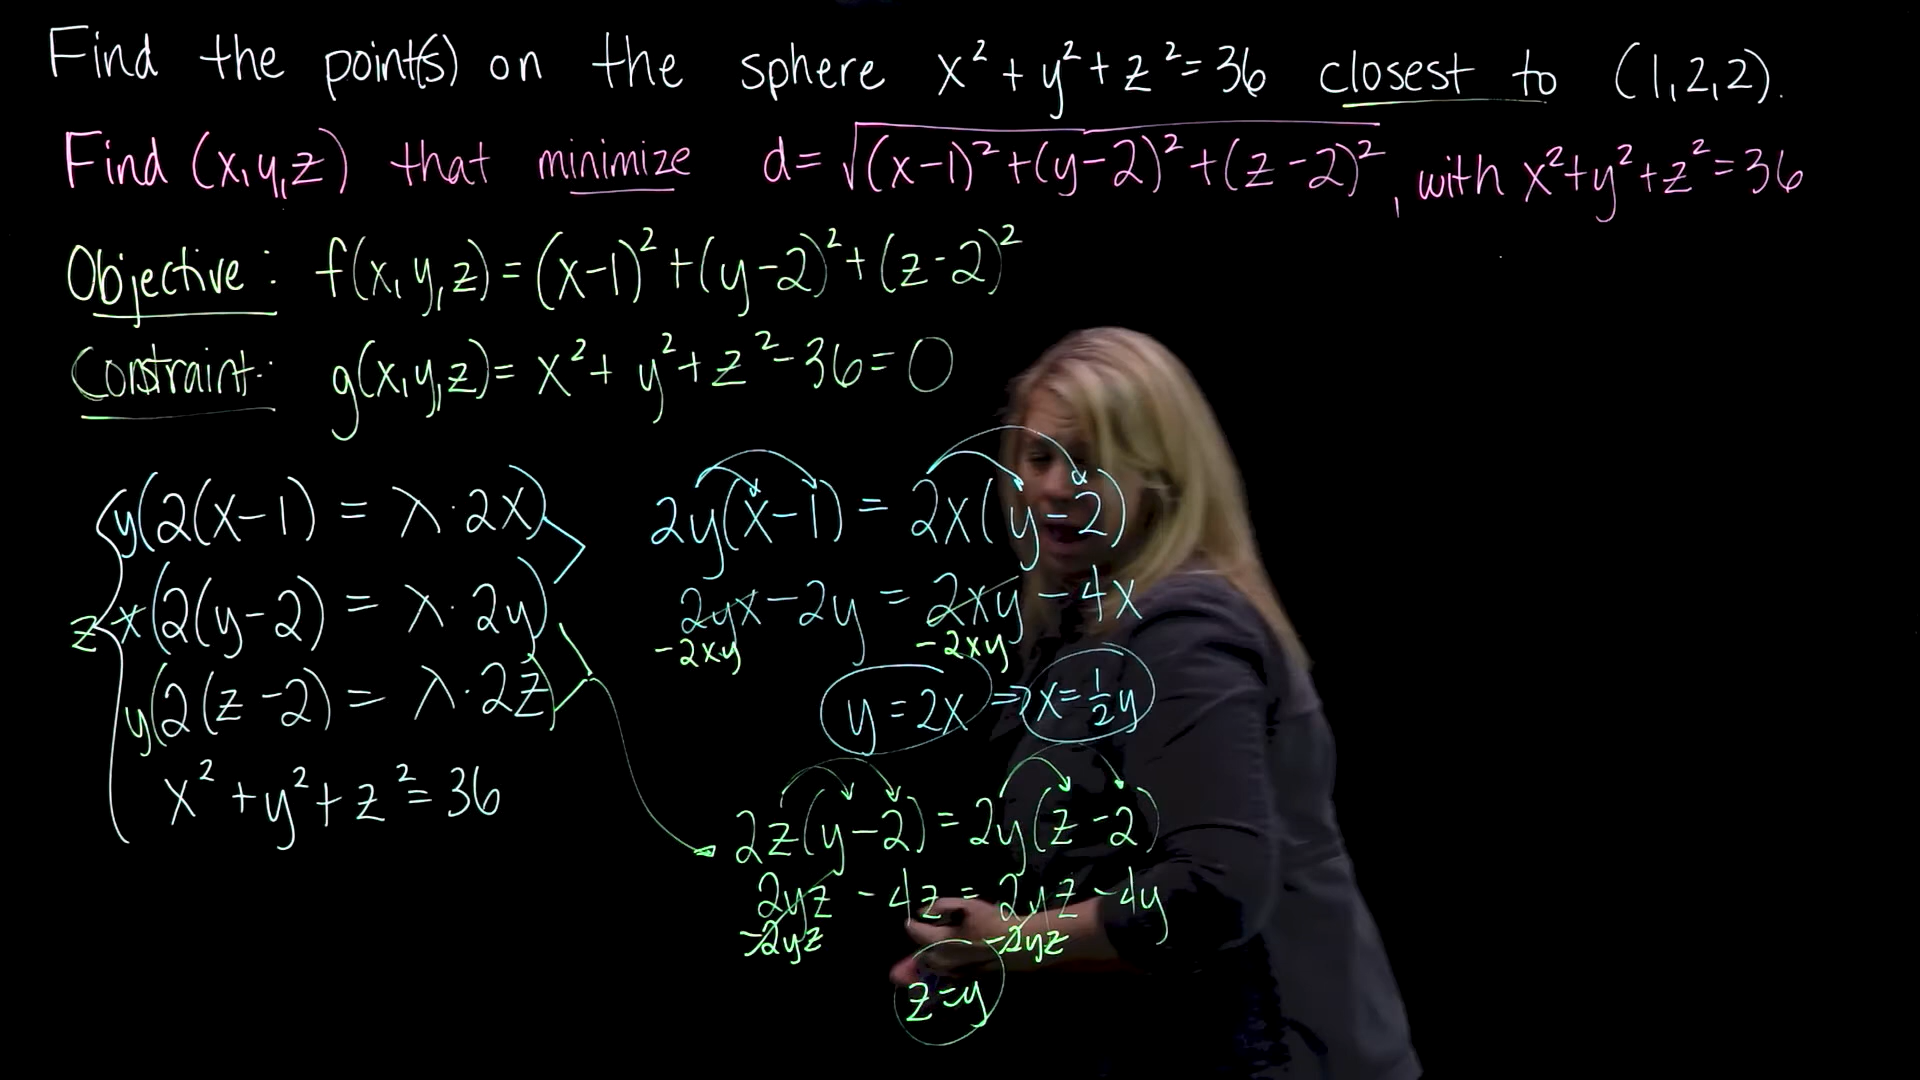 Find the point(s) on the sphere x² + y² + z² = 36 closest to (1,2,2).
Find (x,y,z) that minimize d = √(x-1)² + (y-2)² + (z-2)², with x²+y²+z² = 36
Objective: f(x,y,z) = (x-1)² + (y-2)² + (z-2)²
Constraint: g(x,y,z) = x² + y² + z² - 36 = 0
y(2(x-1) = λ·2x)
z x(2(y-2) = λ·2y)
y(2(z-2) = λ·2z)
x² + y² + z² = 36
2y(x-1) = 2x(y-2)
2yx - 2y = 2xy - 4x
-2xy -2xy
y = 2x ⇒ x = ½y
2z(y-2) = 2y(z-2)
2yz - 4z = 2yz - 4y
-2yz -2yz
z = y